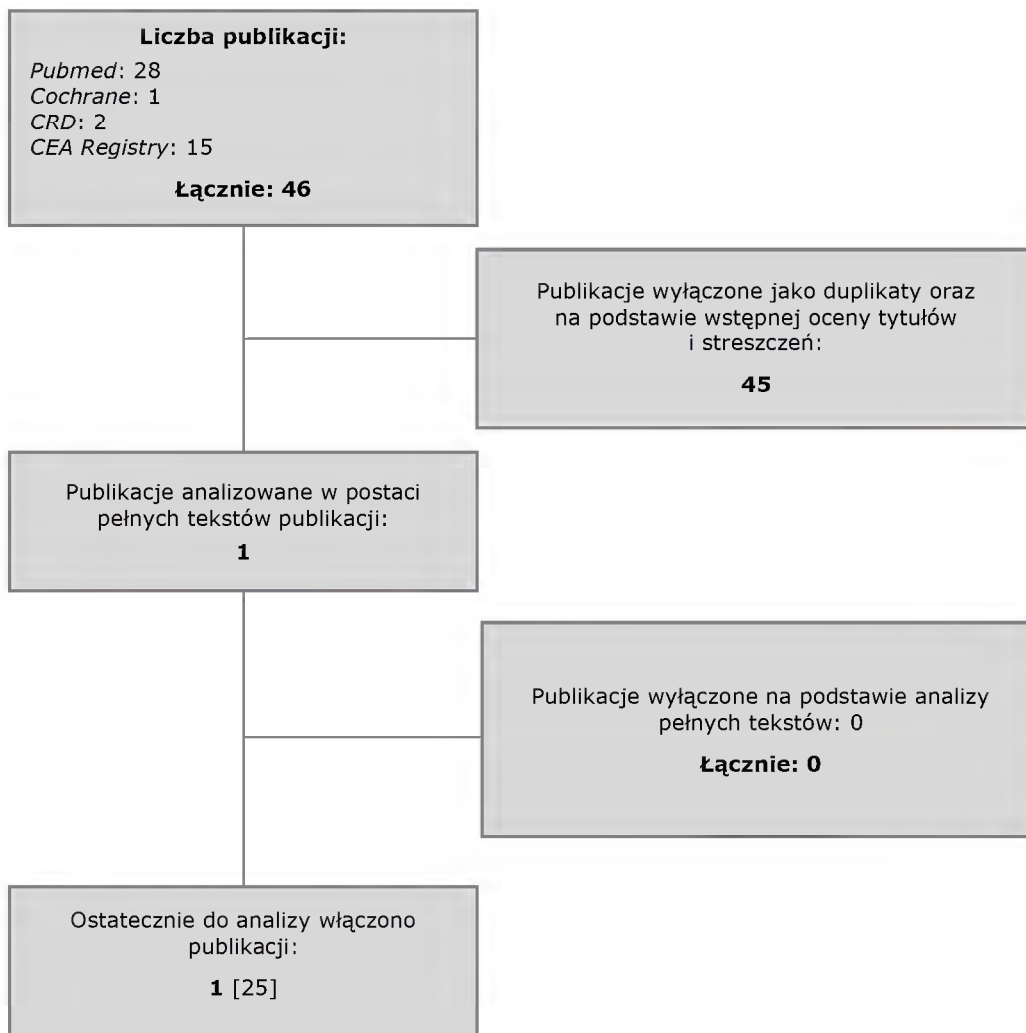 Liczba publikacji:
Pubmed: 28
Cochrane: 1
CRD: 2
CEA Registry: 15
Łącznie: 46
Publikacje wyłączone jako duplikaty oraz
na podstawie wstępnej oceny tytułów
i streszczeń:
45
Publikacje analizowane w postaci
pełnych tekstów publikacji:
1
Publikacje wyłączone na podstawie analizy
pełnych tekstów: 0
Łącznie: 0
Ostatecznie do analizy włączono
publikacji:
1 [25]